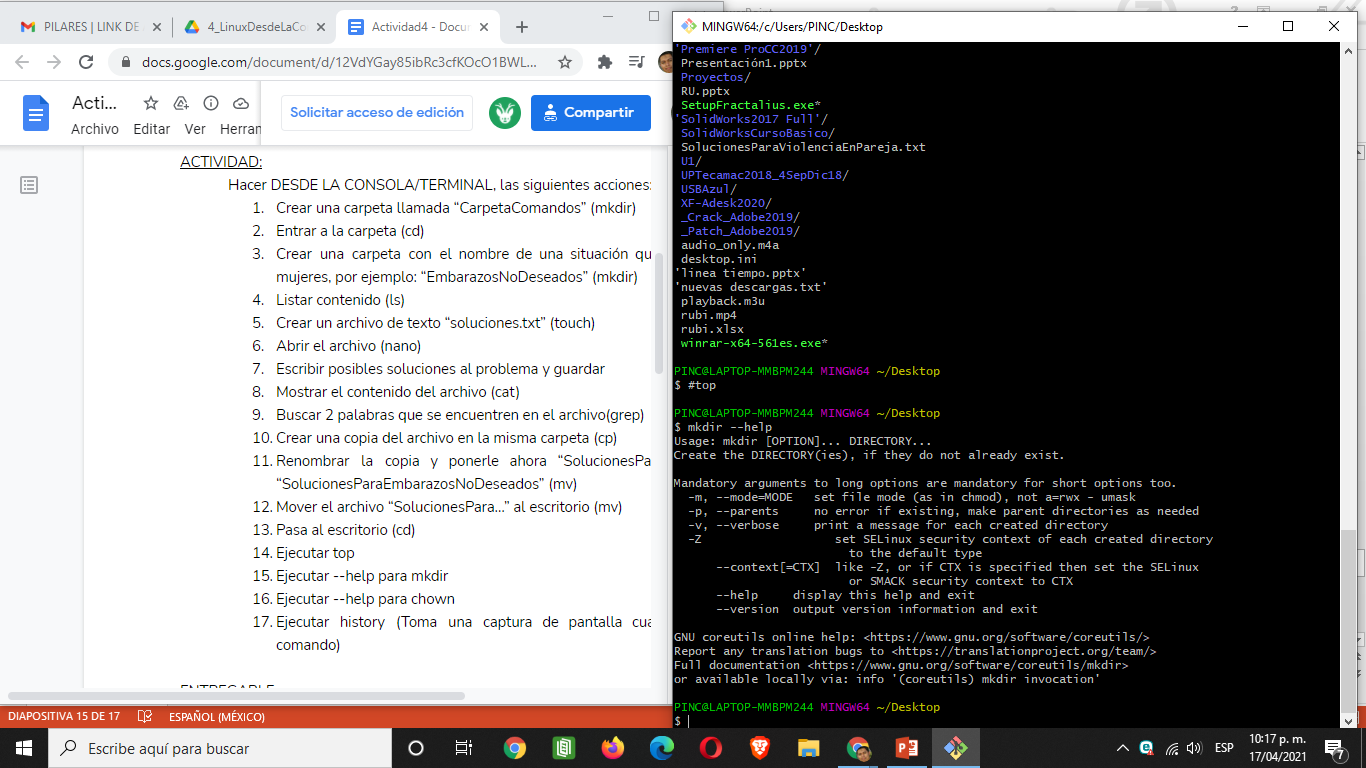 PILARES | LINK DE
4_LinuxDesdeLaCo
Actividad4 - Docur
docs.google.com/document/d/12VdYGay85ibRc3cfKOcO1BWL...
Acti...
Archivo Editar Ver Herran
Solicitar acceso de edición
Compartir
ACTIVIDAD:
Hacer DESDE LA CONSOLA/TERMINAL, las siguientes acciones:
1. Crear una carpeta llamada “CarpetaComandos” (mkdir)
2. Entrar a la carpeta (cd)
3. Crear una carpeta con el nombre de una situación qu
mujeres, por ejemplo: “EmbarazosNoDeseados” (mkdir)
4. Listar contenido (ls)
5. Crear un archivo de texto “soluciones.txt” (touch)
6. Abrir el archivo (nano)
7. Escribir posibles soluciones al problema y guardar
8. Mostrar el contenido del archivo (cat)
9. Buscar 2 palabras que se encuentren en el archivo(grep)
10. Crear una copia del archivo en la misma carpeta (cp)
11. Renombrar la copia y ponerle ahora “SolucionesPa
“SolucionesParaEmbarazosNoDeseados” (mv)
12. Mover el archivo “SolucionesPara...” al escritorio (mv)
13. Pasa al escritorio (cd)
14. Ejecutar top
15. Ejecutar --help para mkdir
16. Ejecutar --help para chown
17. Ejecutar history (Toma una captura de pantalla cua
comando)
ENTREGABLE
MINGW64:/c/Users/PINC/Desktop
'Premiere ProCC2019'/
Presentación1.pptx
Proyectos/
RU.pptx
SetupFractalius.exe*
'SolidWorks2017 Full'/
SolidWorksCursoBasico/
SolucionesParaViolenciaEnPareja.txt
U1/
UPTecamac2018_4SepDic18/
USBAzul/
XF-Adesk2020/
_Crack_Adobe2019/
_Patch_Adobe2019/
audio_only.m4a
desktop.ini
'linea tiempo.pptx'
'nuevas descargas.txt'
playback.m3u
rubi.mp4
rubi.xlsx
winrar-x64-561es.exe*
PINC@LAPTOP-MMBPM244 MINGW64 ~/Desktop
$ #top
PINC@LAPTOP-MMBPM244 MINGW64 ~/Desktop
$ mkdir --help
Usage: mkdir [OPTION]... DIRECTORY...
Create the DIRECTORY(ies), if they do not already exist.
Mandatory arguments to long options are mandatory for short options too.
-m, --mode=MODE set file mode (as in chmod), not a=rwx - umask
-p, --parents no error if existing, make parent directories as needed
-v, --verbose print a message for each created directory
-Z set SELinux security context of each created directory
to the default type
--context[=CTX] like -Z, or if CTX is specified then set the SELinux
or SMACK security context to CTX
--help display this help and exit
--version output version information and exit
GNU coreutils online help: <https://www.gnu.org/software/coreutils/>
Report any translation bugs to <https://translationproject.org/team/>
Full documentation <https://www.gnu.org/software/coreutils/mkdir>
or available locally via: info '(coreutils) mkdir invocation'
PINC@LAPTOP-MMBPM244 MINGW64 ~/Desktop
$
DIAPOSITIVA 15 DE 17 ESPAÑOL (MÉXICO)
Escribe aquí para buscar
ESP
10:17 p. m.
17/04/2021
7